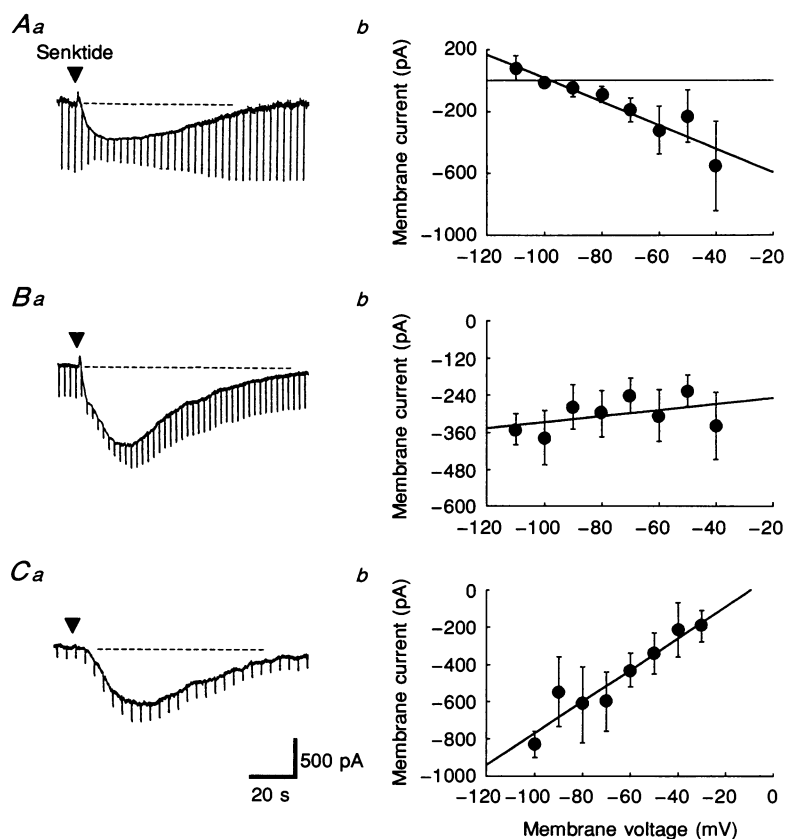 Aa
Senktide
b
Membrane current (pA)
200
−200
−600
−1000
−120 −100 −80 −60 −40 −20
Ba
b
Membrane current (pA)
0
−120
−240
−360
−480
−600
−120 −100 −80 −60 −40 −20
Ca
500 pA
20 s
b
Membrane current (pA)
0
−200
−400
−600
−800
−1000
−120 −100 −80 −60 −40 −20 0
Membrane voltage (mV)